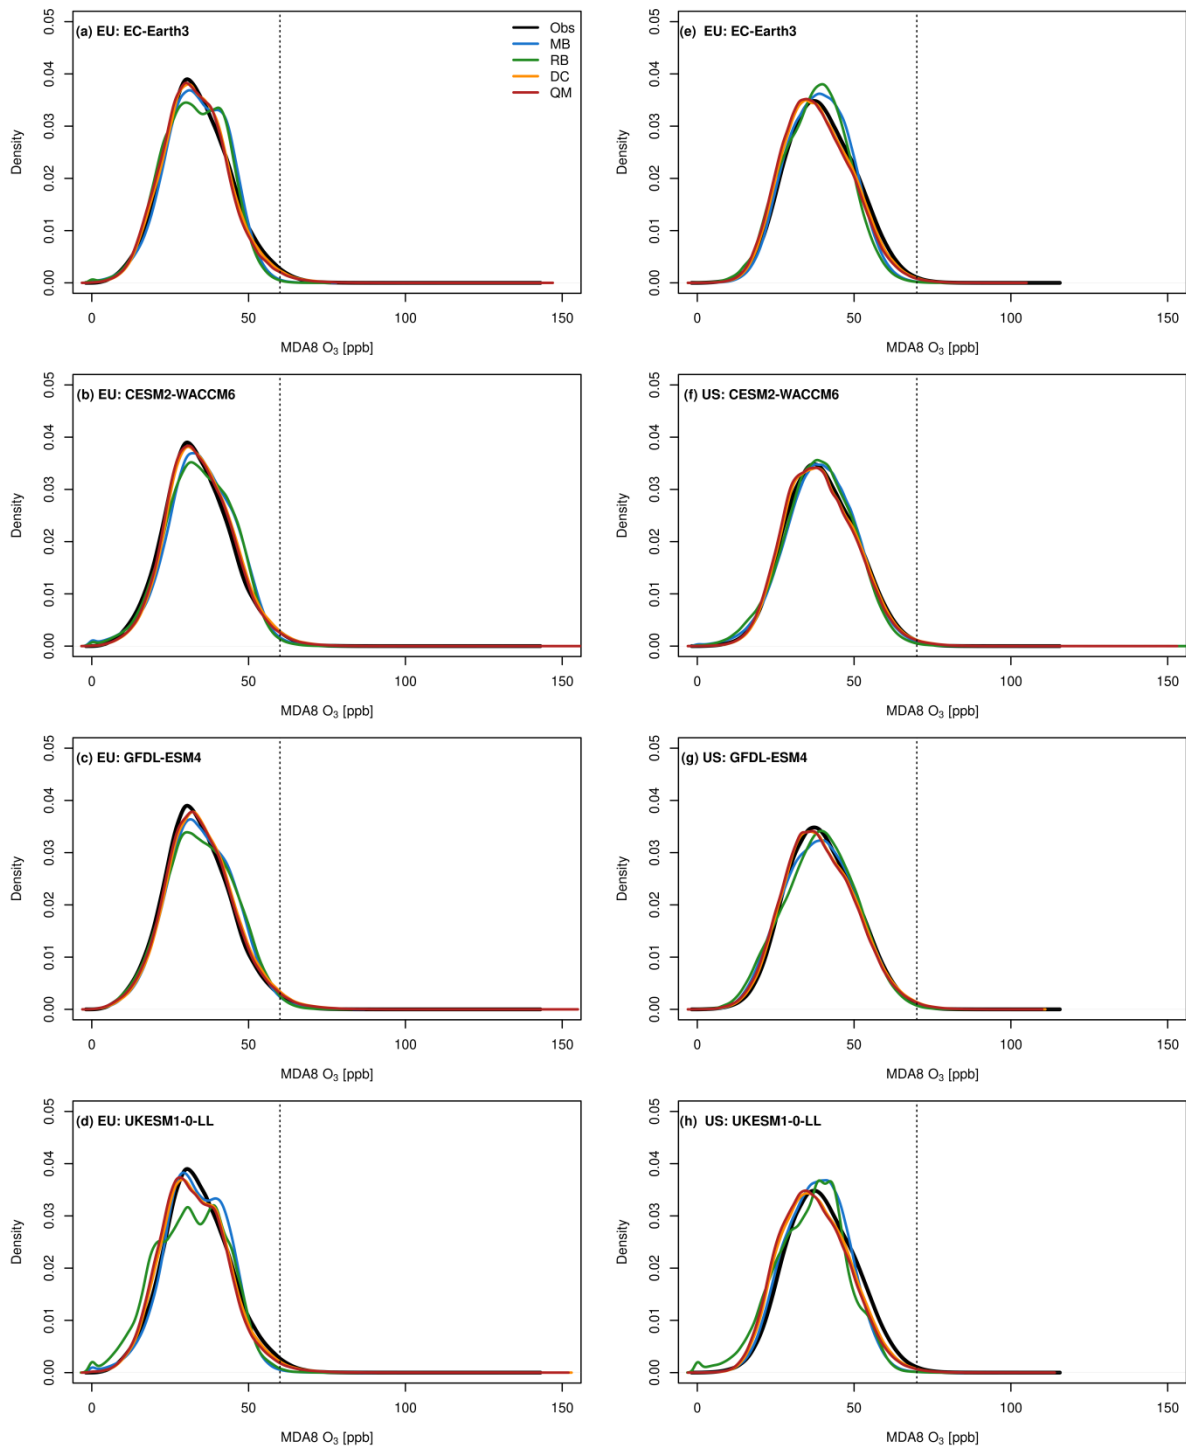 (a) EU: EC-Earth3
Obs
MB
RB
DC
QM
Density
0.00 0.01 0.02 0.03 0.04 0.05
0 50 100 150
MDA8 O₃ [ppb]
(e) EU: EC-Earth3
Density
0.00 0.01 0.02 0.03 0.04 0.05
0 50 100 150
MDA8 O₃ [ppb]
(b) EU: CESM2-WACCM6
Density
0.00 0.01 0.02 0.03 0.04 0.05
0 50 100 150
MDA8 O₃ [ppb]
(f) US: CESM2-WACCM6
Density
0.00 0.01 0.02 0.03 0.04 0.05
0 50 100 150
MDA8 O₃ [ppb]
(c) EU: GFDL-ESM4
Density
0.00 0.01 0.02 0.03 0.04 0.05
0 50 100 150
MDA8 O₃ [ppb]
(g) US: GFDL-ESM4
Density
0.00 0.01 0.02 0.03 0.04 0.05
0 50 100 150
MDA8 O₃ [ppb]
(d) EU: UKESM1-0-LL
Density
0.00 0.01 0.02 0.03 0.04 0.05
0 50 100 150
MDA8 O₃ [ppb]
(h) US: UKESM1-0-LL
Density
0.00 0.01 0.02 0.03 0.04 0.05
0 50 100 150
MDA8 O₃ [ppb]